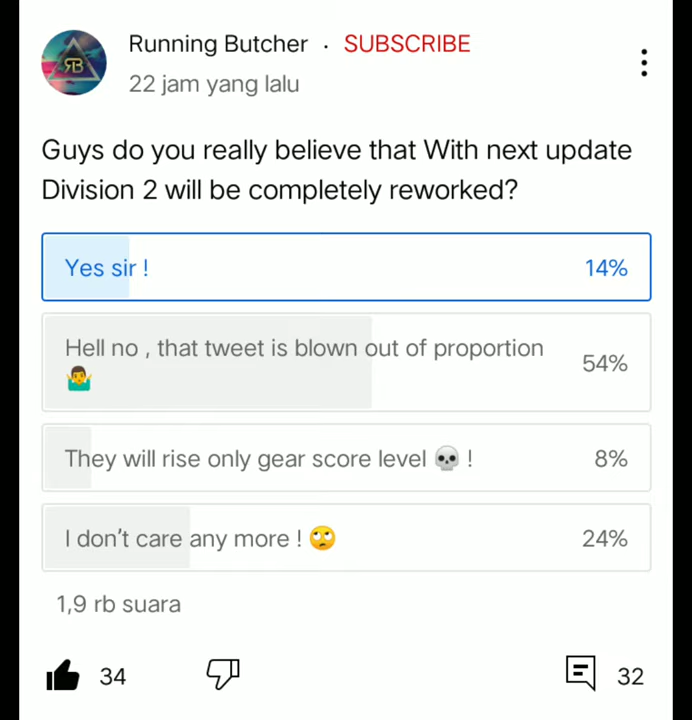 Running Butcher · SUBSCRIBE
22 jam yang lalu
RB
Guys do you really believe that With next update
Division 2 will be completely reworked?
Yes sir ! 14%
Hell no , that tweet is blown out of proportion
🤷‍♂️ 54%
They will rise only gear score level 💀 ! 8%
I don't care any more ! 🙄 24%
1,9 rb suara
34 32